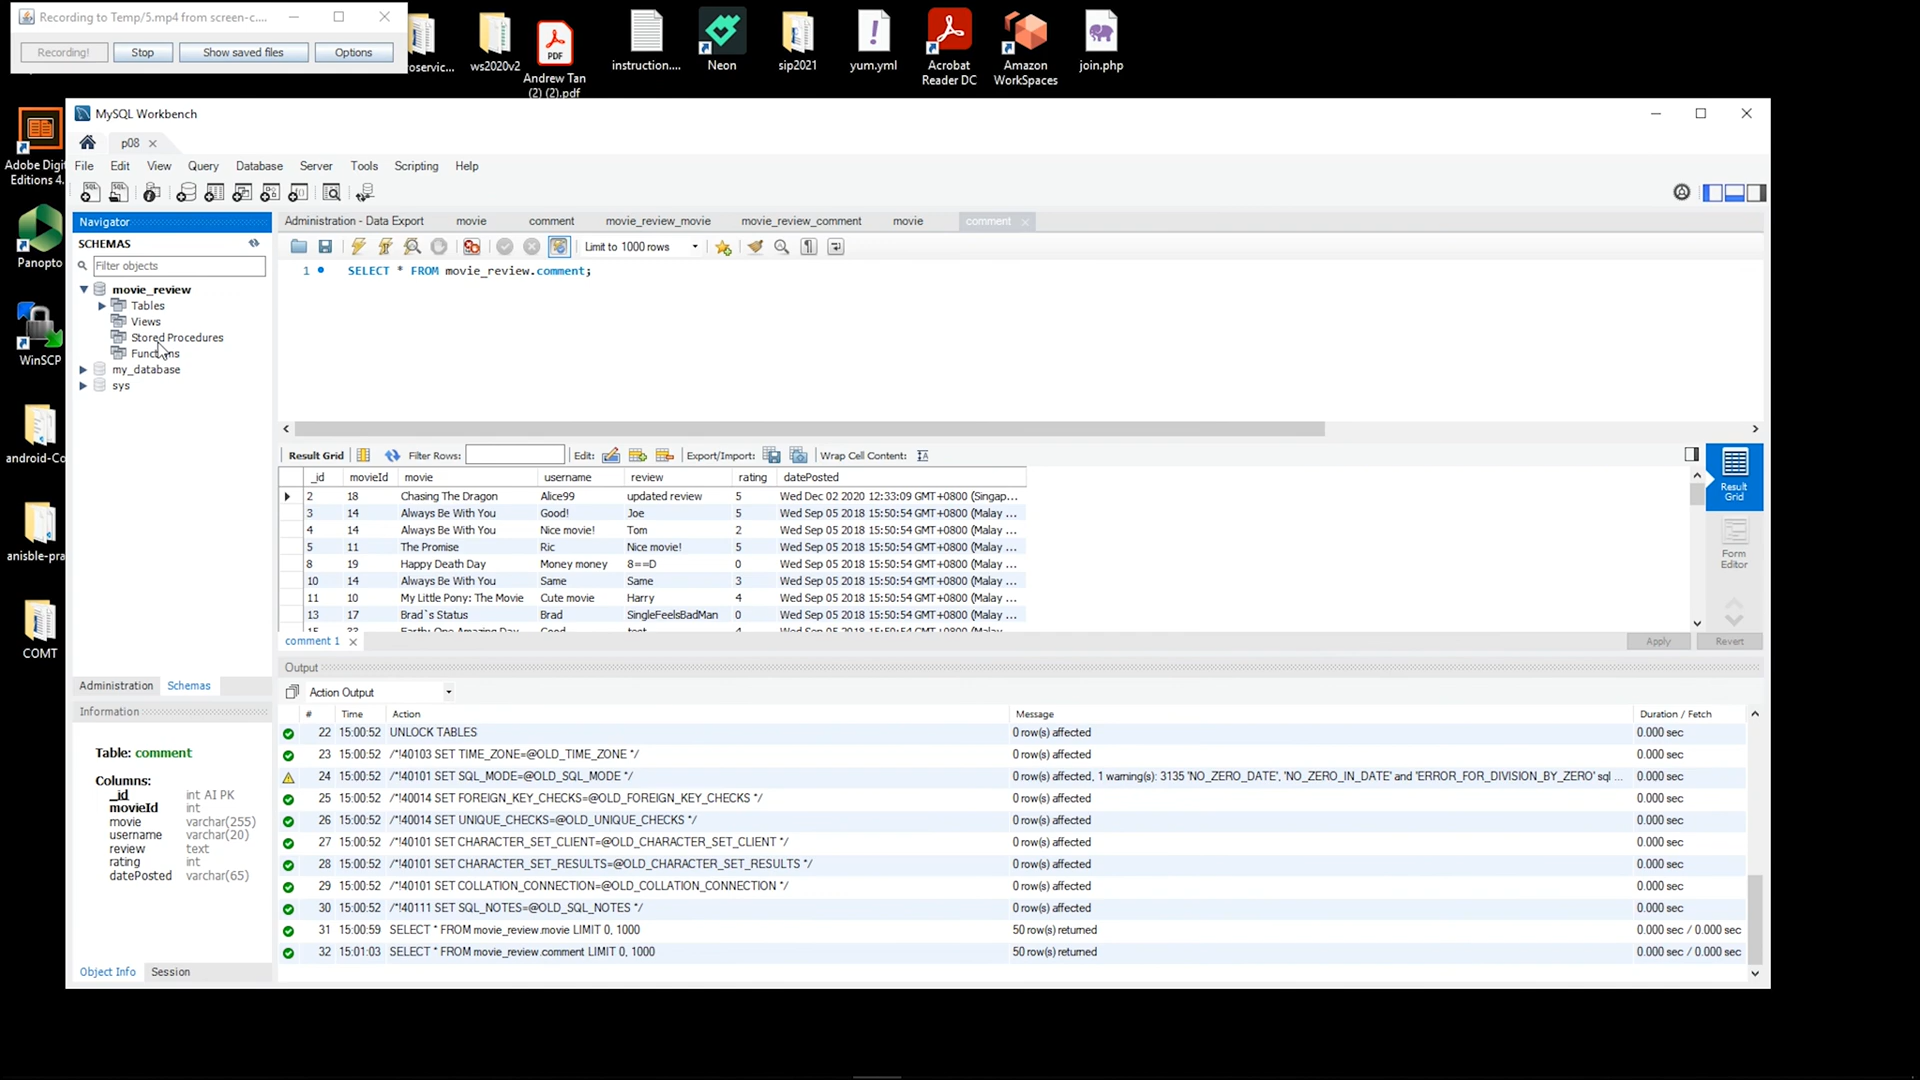 Recording to Temp/5.mp4 from screen-c....
Recording! Stop Show saved files Options
ws2020v2
Andrew Tan
(2) (2).pdf
instruction....
Neon
sip2021
yum.yml
Acrobat
Reader DC
Amazon
WorkSpaces
join.php
Adobe Digit
Editions 4.
Panopto
WinSCP
android-Co
COMT
MySQL Workbench
p08
File Edit View Query Database Server Tools Scripting Help
Navigator
SCHEMAS
Filter objects
movie_review
Tables
Views
Stored Procedures
Functions
my_database
sys
Administration Schemas
Information
Table: comment
Columns:
_id int AI PK
movieId int
movie varchar(255)
username varchar(20)
review text
rating int
datePosted varchar(65)
Object Info Session
Administration - Data Export movie comment movie_review_movie movie_review_comment movie comment
Limit to 1000 rows
1 SELECT * FROM movie_review.comment;
Result Grid Filter Rows: Edit: Export/Import: Wrap Cell Content:
_id movieId movie username review rating datePosted
2 18 Chasing The Dragon Alice99 updated review 5 Wed Dec 02 2020 12:33:09 GMT+0800 (Singap...
3 14 Always Be With You Good! Joe 5 Wed Sep 05 2018 15:50:54 GMT+0800 (Malay ...
4 14 Always Be With You Nice movie! Tom 2 Wed Sep 05 2018 15:50:54 GMT+0800 (Malay ...
5 11 The Promise Ric Nice movie! 5 Wed Sep 05 2018 15:50:54 GMT+0800 (Malay ...
8 19 Happy Death Day Money money 8==D 0 Wed Sep 05 2018 15:50:54 GMT+0800 (Malay ...
10 14 Always Be With You Same Same 3 Wed Sep 05 2018 15:50:54 GMT+0800 (Malay ...
11 10 My Little Pony: The Movie Cute movie Harry 4 Wed Sep 05 2018 15:50:54 GMT+0800 (Malay ...
13 17 Brad`s Status Brad SingleFeelsBadMan 0 Wed Sep 05 2018 15:50:54 GMT+0800 (Malay ...
Result
Grid
Form
Editor
comment 1
Apply Revert
Output
Action Output
# Time Action Message Duration / Fetch
22 15:00:52 UNLOCK TABLES 0 row(s) affected 0.000 sec
23 15:00:52 /*!40103 SET TIME_ZONE=@OLD_TIME_ZONE */ 0 row(s) affected 0.000 sec
24 15:00:52 /*!40101 SET SQL_MODE=@OLD_SQL_MODE */ 0 row(s) affected, 1 warning(s): 3135 'NO_ZERO_DATE', 'NO_ZERO_IN_DATE' and 'ERROR_FOR_DIVISION_BY_ZERO' sql ... 0.000 sec
25 15:00:52 /*!40014 SET FOREIGN_KEY_CHECKS=@OLD_FOREIGN_KEY_CHECKS */ 0 row(s) affected 0.000 sec
26 15:00:52 /*!40014 SET UNIQUE_CHECKS=@OLD_UNIQUE_CHECKS */ 0 row(s) affected 0.000 sec
27 15:00:52 /*!40101 SET CHARACTER_SET_CLIENT=@OLD_CHARACTER_SET_CLIENT */ 0 row(s) affected 0.000 sec
28 15:00:52 /*!40101 SET CHARACTER_SET_RESULTS=@OLD_CHARACTER_SET_RESULTS */ 0 row(s) affected 0.000 sec
29 15:00:52 /*!40101 SET COLLATION_CONNECTION=@OLD_COLLATION_CONNECTION */ 0 row(s) affected 0.000 sec
30 15:00:52 /*!40111 SET SQL_NOTES=@OLD_SQL_NOTES */ 0 row(s) affected 0.000 sec
31 15:00:59 SELECT * FROM movie_review.movie LIMIT 0, 1000 50 row(s) returned 0.000 sec / 0.000 sec
32 15:01:03 SELECT * FROM movie_review.comment LIMIT 0, 1000 50 row(s) returned 0.000 sec / 0.000 sec